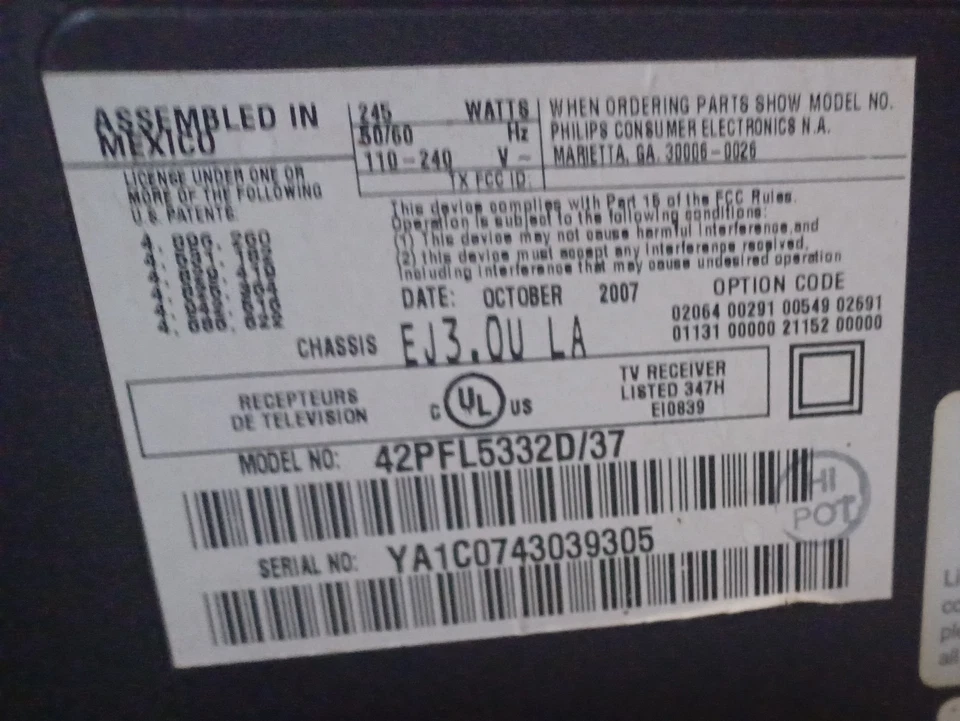 ASSEMBLED IN
MEXICO
245 WATTS
50/60 Hz
110-240 V ~
TX FCC ID:
WHEN ORDERING PARTS SHOW MODEL NO.
PHILIPS CONSUMER ELECTRONICS N.A.
MARIETTA, GA. 30006-0026
LICENSE UNDER ONE OR
MORE OF THE FOLLOWING
U.S. PATENTS
This device complies with Part 15 of the FCC Rules.
Operation is subject to the following conditions:
(1) This device may not cause harmful interference, and
(2) this device must accept any interference received,
including interference that may cause undesired operation
DATE: OCTOBER 2007
OPTION CODE
02064 00291 00549 02691
01131 00000 21152 00000
CHASSIS EJ3.0U LA
RECEPTEURS
DE TELEVISION
C UL US
TV RECEIVER
LISTED 347H
EI0839
MODEL NO: 42PFL5332D/37
HI
POT
SERIAL NO: YA1C0743039305